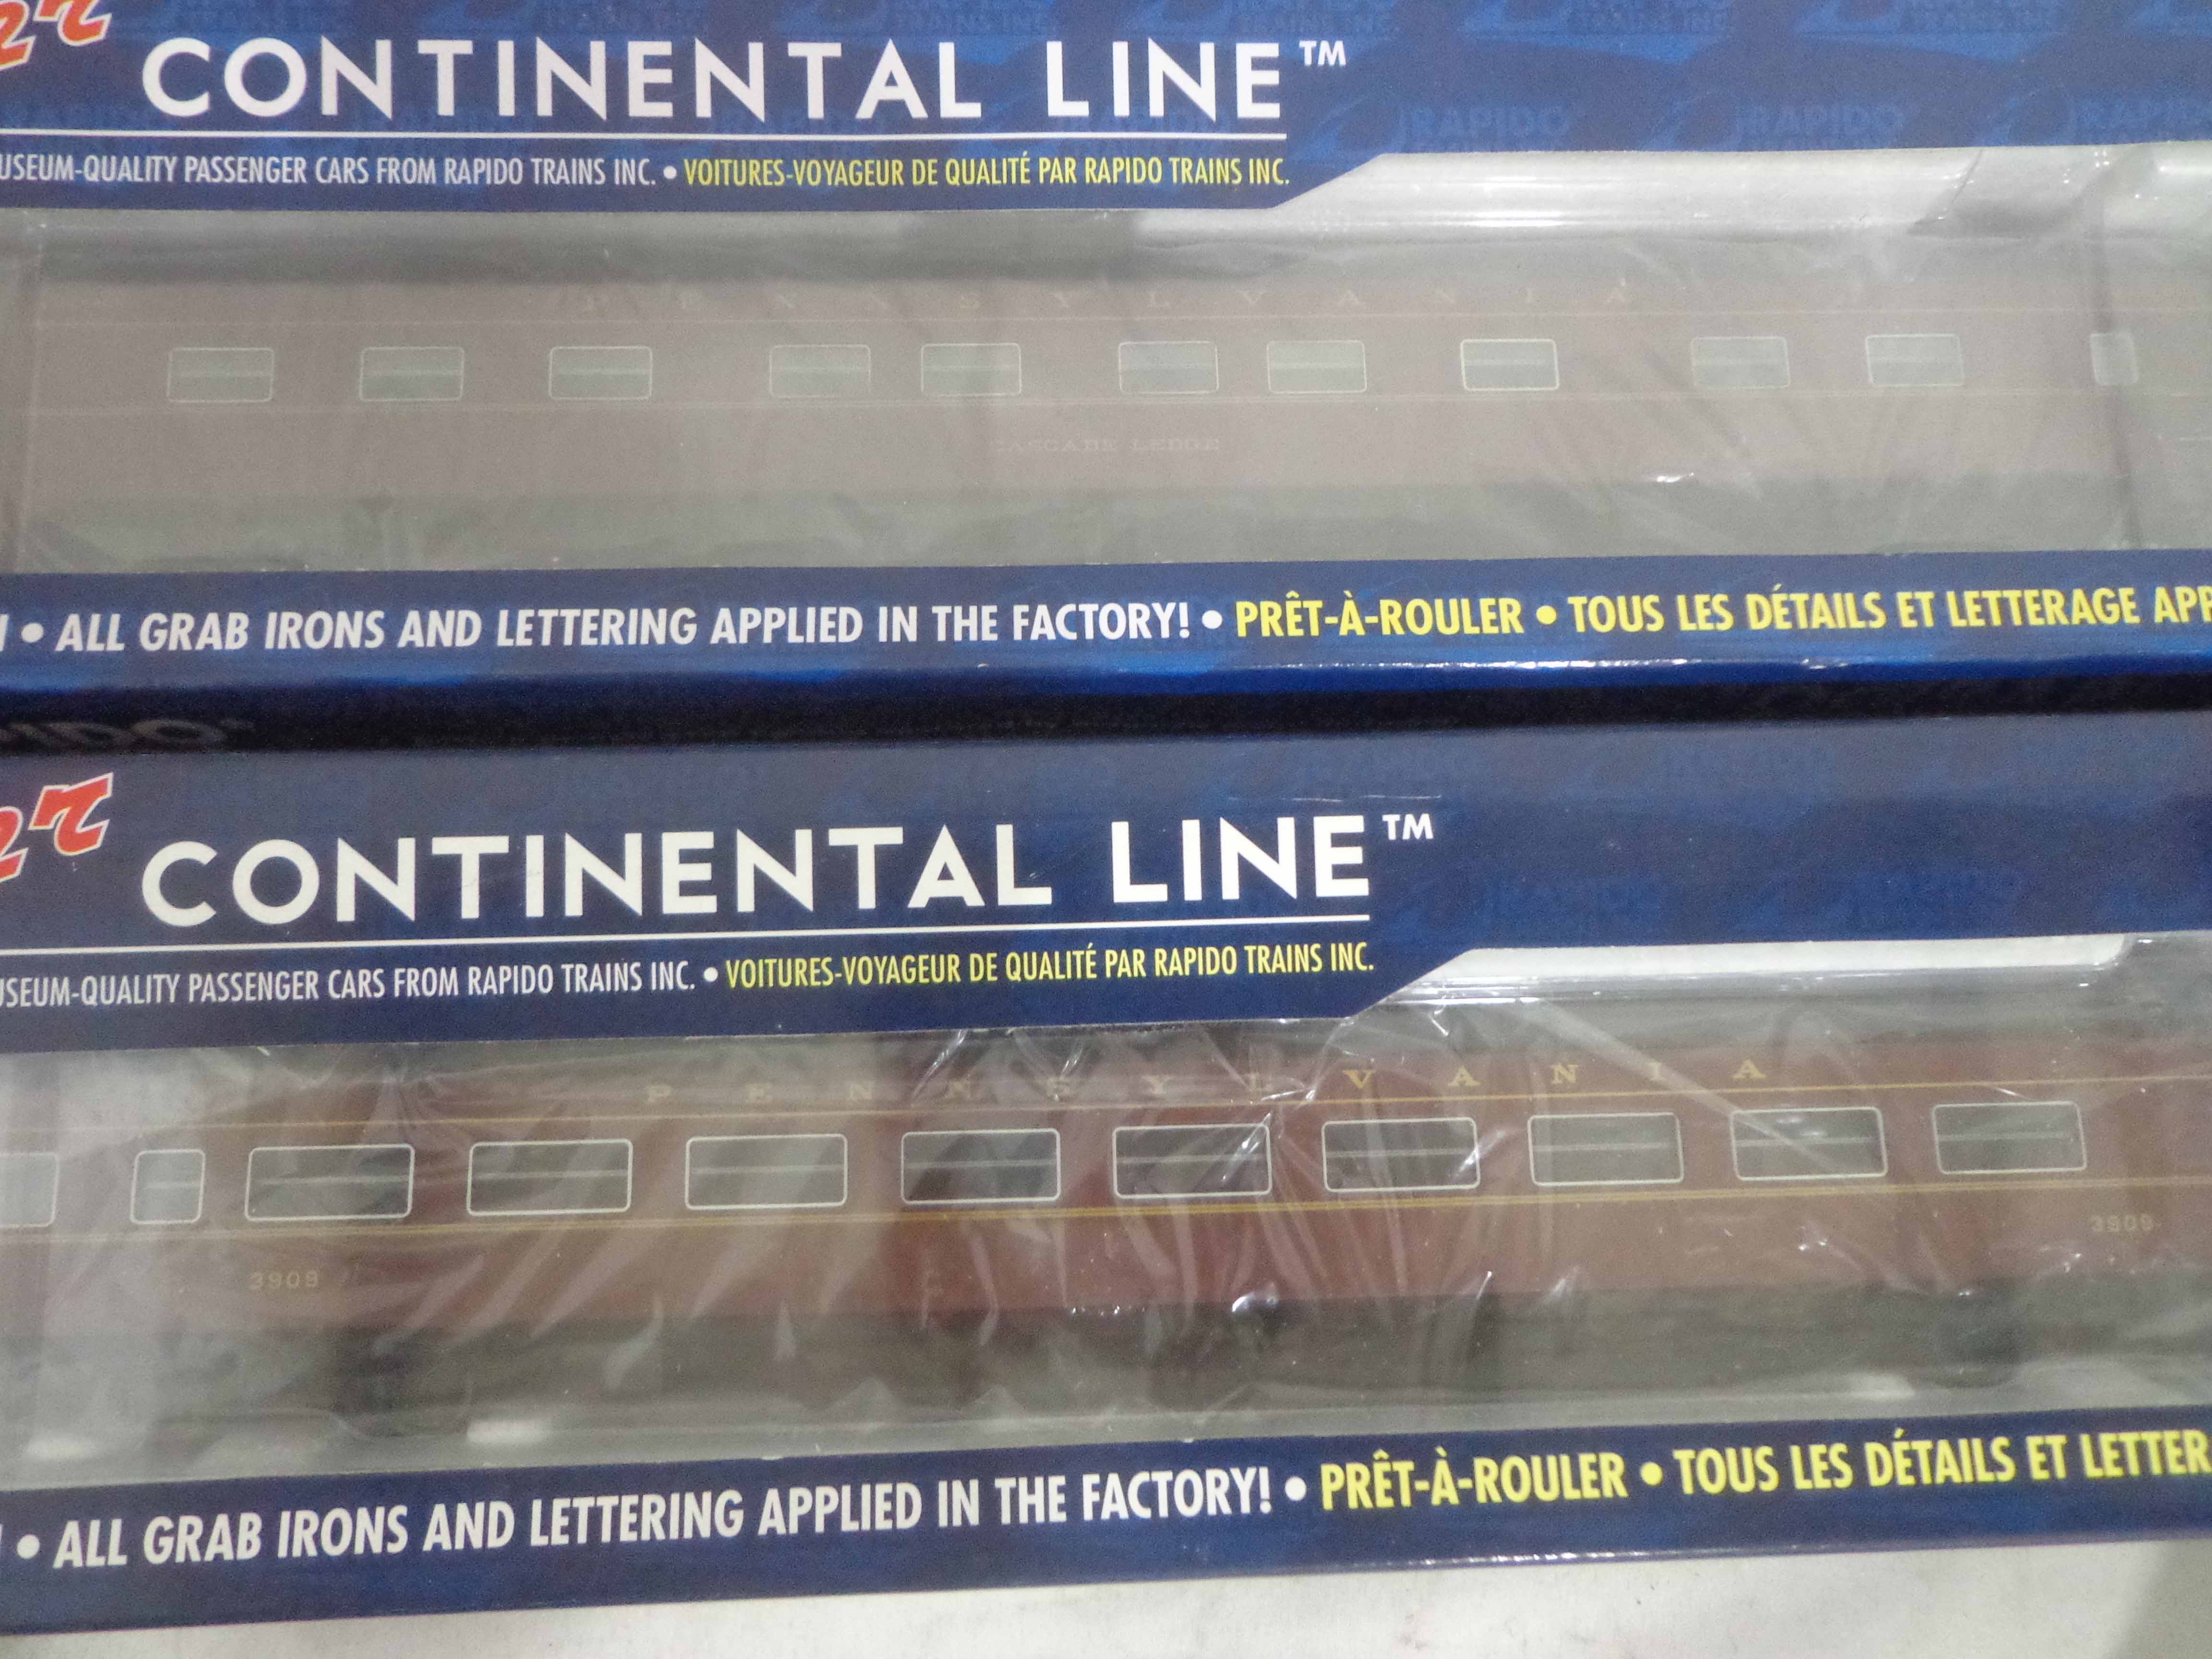 CONTINENTAL LINE™
USEUM-QUALITY PASSENGER CARS FROM RAPIDO TRAINS INC. • VOITURES-VOYAGEUR DE QUALITÉ PAR RAPIDO TRAINS INC.
PENNSYLVANIA
CASCADE LEDGE
• ALL GRAB IRONS AND LETTERING APPLIED IN THE FACTORY! • PRÊT-À-ROULER • TOUS LES DÉTAILS ET LETTERAGE APP
CONTINENTAL LINE™
USEUM-QUALITY PASSENGER CARS FROM RAPIDO TRAINS INC. • VOITURES-VOYAGEUR DE QUALITÉ PAR RAPIDO TRAINS INC.
PENNSYLVANIA
3909 3909
• ALL GRAB IRONS AND LETTERING APPLIED IN THE FACTORY! • PRÊT-À-ROULER • TOUS LES DÉTAILS ET LETTER